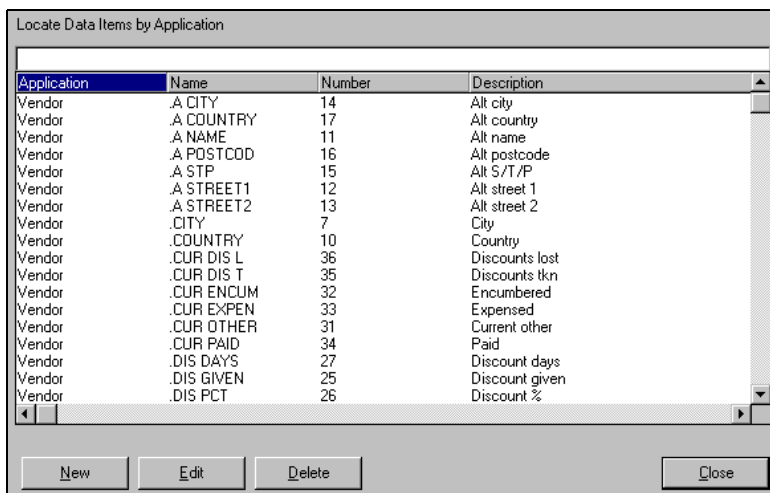 Locate Data Items by Application
Application Name Number Description
Vendor .A CITY 14 Alt city
Vendor .A COUNTRY 17 Alt country
Vendor .A NAME 11 Alt name
Vendor .A POSTCOD 16 Alt postcode
Vendor .A STP 15 Alt S/T/P
Vendor .A STREET1 12 Alt street 1
Vendor .A STREET2 13 Alt street 2
Vendor .CITY 7 City
Vendor .COUNTRY 10 Country
Vendor .CUR DIS L 36 Discounts lost
Vendor .CUR DIS T 35 Discounts tkn
Vendor .CUR ENCUM 32 Encumbered
Vendor .CUR EXPEN 33 Expensed
Vendor .CUR OTHER 31 Current other
Vendor .CUR PAID 34 Paid
Vendor .DIS DAYS 27 Discount days
Vendor .DIS GIVEN 25 Discount given
Vendor .DIS PCT 26 Discount %
New Edit Delete Close